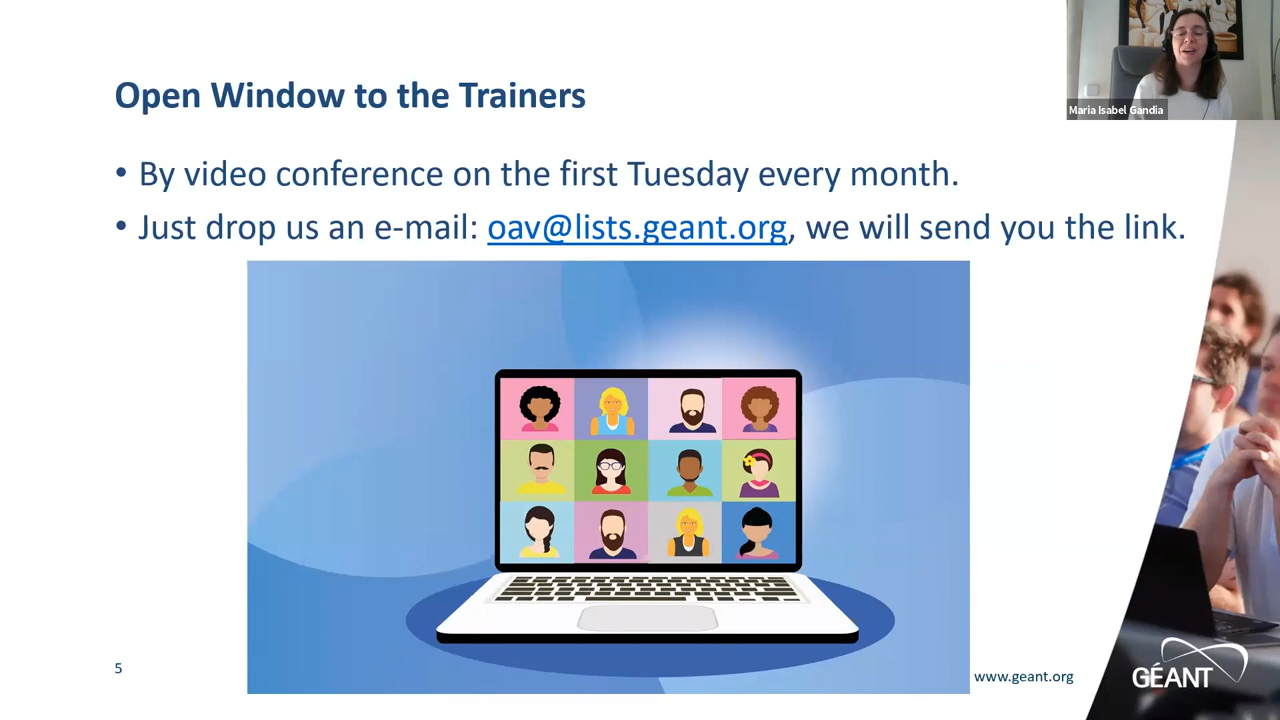 Maria Isabel Gandía
Open Window to the Trainers
• By video conference on the first Tuesday every month.
• Just drop us an e-mail: oav@lists.geant.org, we will send you the link.
5
www.geant.org
GÉANT